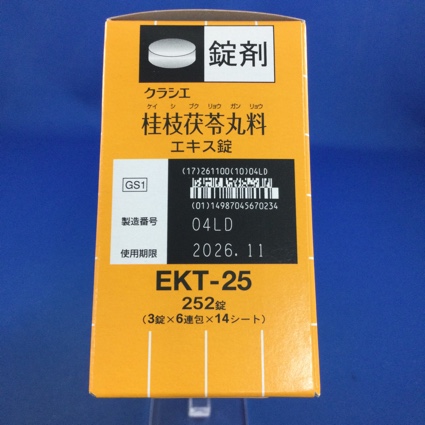 錠剤
クラシエ
ケイ シ ブク リョウ ガン リョウ
桂枝茯苓丸料
エキス錠
(17)261100(10)04LD
GS1
(01)14987045670234
製造番号 04LD
使用期限 2026.11
EKT-25
252錠
(3錠×6連包×14シート)